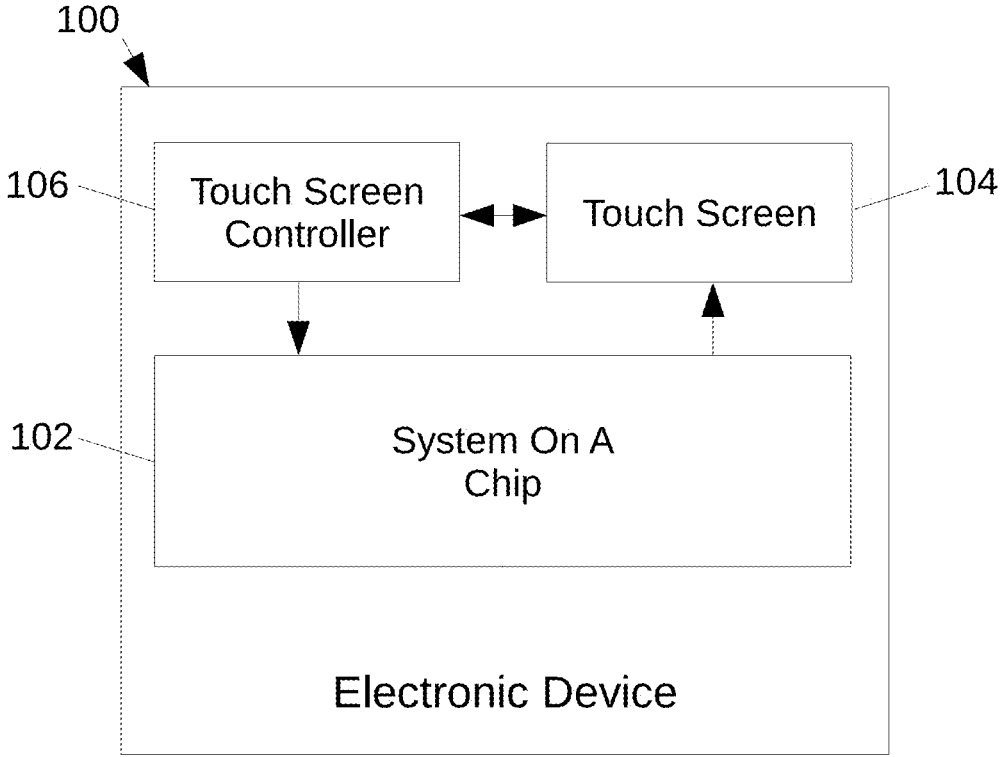 100
106
Touch Screen
Controller
Touch Screen
104
102
System On A
Chip
Electronic Device